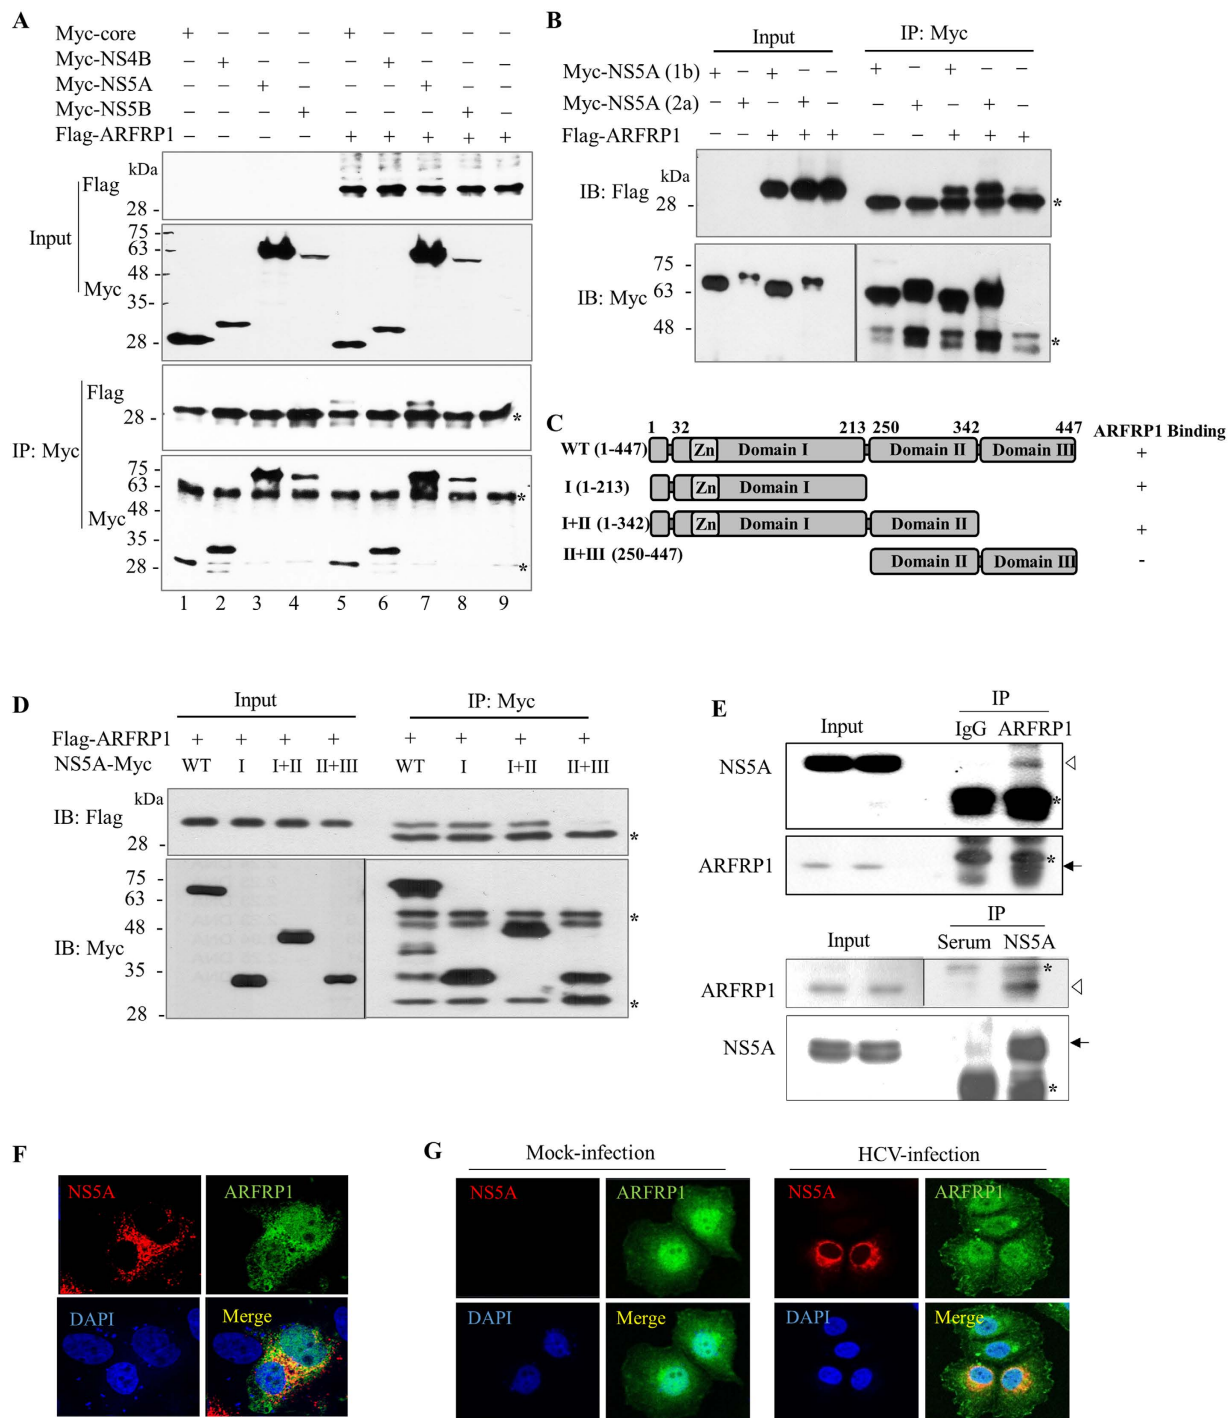 A
Myc-core + − − − + − − − −
Myc-NS4B − + − − − + − − −
Myc-NS5A − − + − − − + − −
Myc-NS5B − − − + − − − + −
Flag-ARFRP1 − − − − + + + + +
kDa
Flag
28 -
Input
75 -
63 -
48 -
Myc
35-
28 -
IP: Myc
Flag
28 - *
75 -
63 -
48 - *
Myc
35 -
28 - *
1 2 3 4 5 6 7 8 9
B
Input IP: Myc
Myc-NS5A (1b) + − + − − + − + − −
Myc-NS5A (2a) − + − + − − + − + −
Flag-ARFRP1 − − + + + − − + + +
kDa
IB: Flag
28 - *
75 -
IB: Myc 63 -
48 - *
C
1 32 213 250 342 447 ARFRP1 Binding
WT (1-447) Zn Domain I Domain II Domain III +
I (1-213) Zn Domain I +
I+II (1-342) Zn Domain I Domain II +
II+III (250-447) Domain II Domain III -
D
Input IP: Myc
Flag-ARFRP1 + + + + + + + +
NS5A-Myc WT I I+II II+III WT I I+II II+III
kDa
IB: Flag
28 - *
75 -
63 -
48 - *
IB: Myc
35 -
28 - *
E
IP
Input IgG ARFRP1
NS5A
*
ARFRP1 *
IP
Input Serum NS5A
ARFRP1 *
NS5A
*
F
NS5A ARFRP1
DAPI Merge
G
Mock-infection HCV-infection
NS5A ARFRP1 NS5A ARFRP1
DAPI Merge DAPI Merge